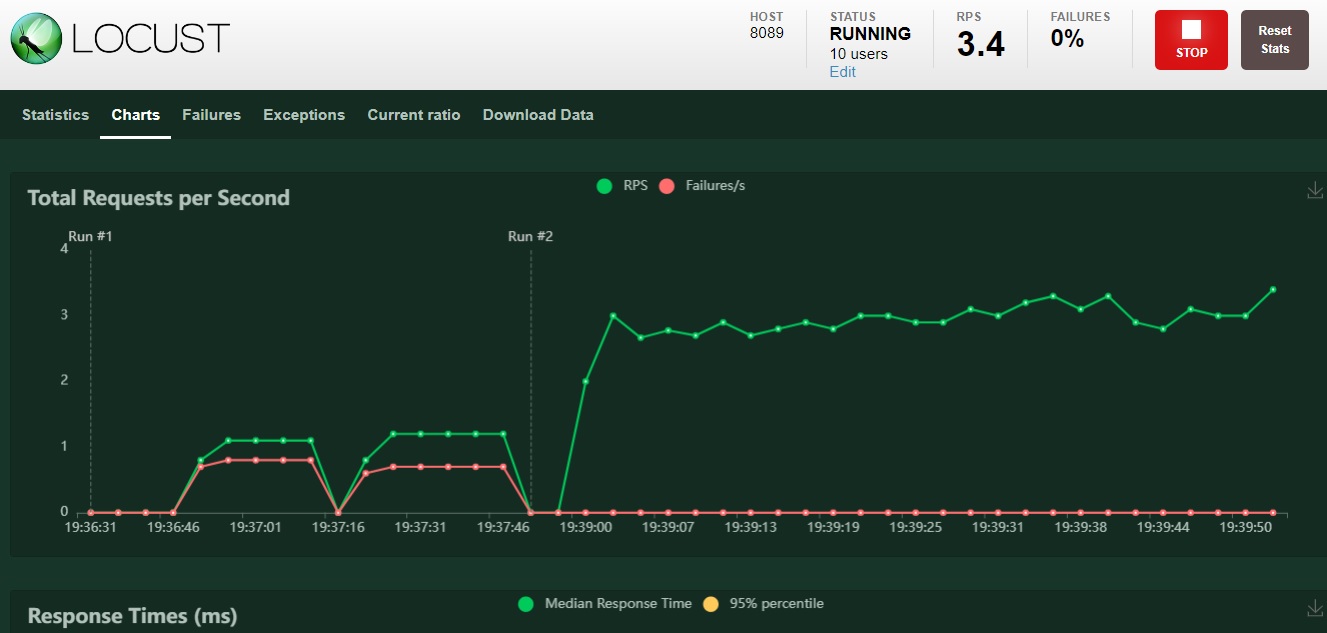 LOCUST
HOST
8089
STATUS
RUNNING
10 users
Edit
RPS
3.4
FAILURES
0%
STOP
Reset
Stats
Statistics Charts Failures Exceptions Current ratio Download Data
Total Requests per Second
RPS Failures/s
Run #1 Run #2
4
3
2
1
0
19:36:31 19:36:46 19:37:01 19:37:16 19:37:31 19:37:46 19:39:00 19:39:07 19:39:13 19:39:19 19:39:25 19:39:31 19:39:38 19:39:44 19:39:50
Response Times (ms)
Median Response Time 95% percentile